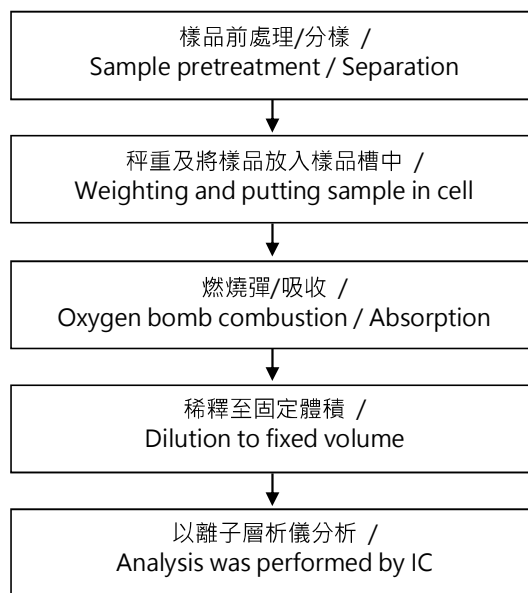 樣品前處理/分樣 /
Sample pretreatment / Separation
秤重及將樣品放入樣品槽中 /
Weighting and putting sample in cell
燃燒彈/吸收 /
Oxygen bomb combustion / Absorption
稀釋至固定體積 /
Dilution to fixed volume
以離子層析儀分析 /
Analysis was performed by IC